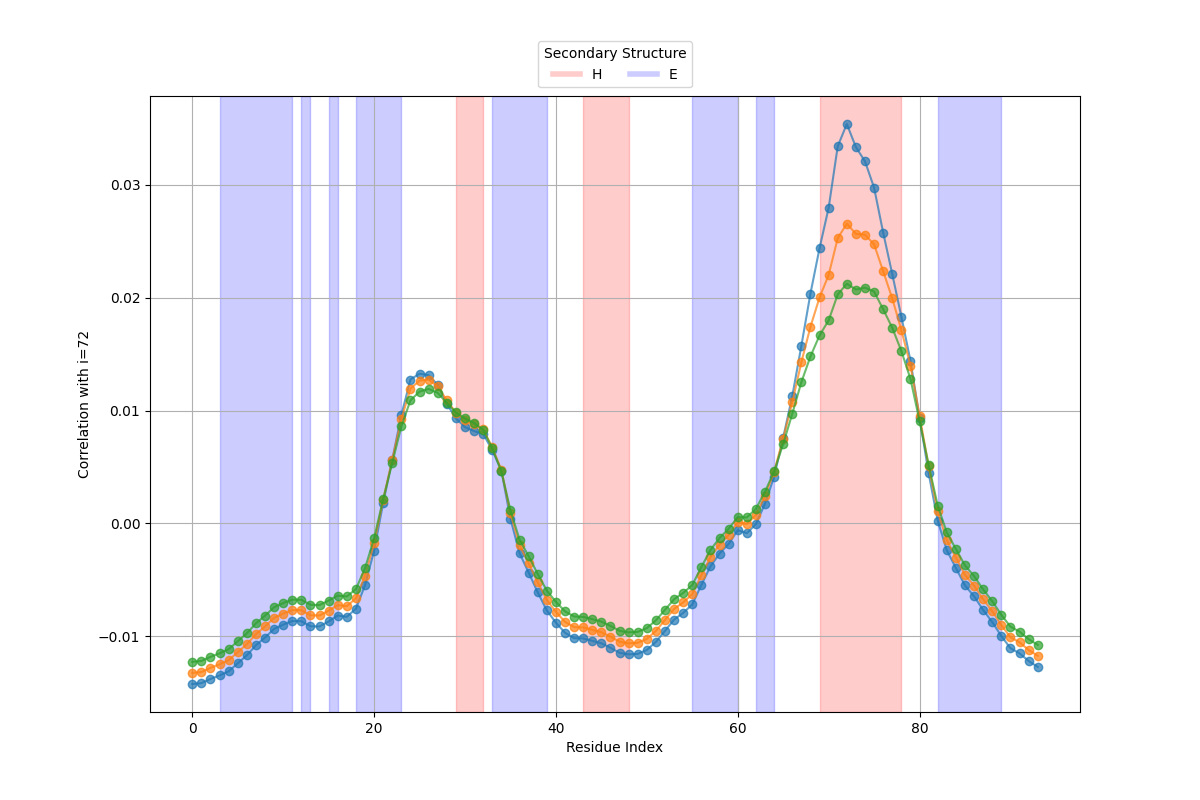 Secondary Structure
H E
0.03
0.02
0.01
0.00
−0.01
Correlation with i=72
0 20 40 60 80
Residue Index